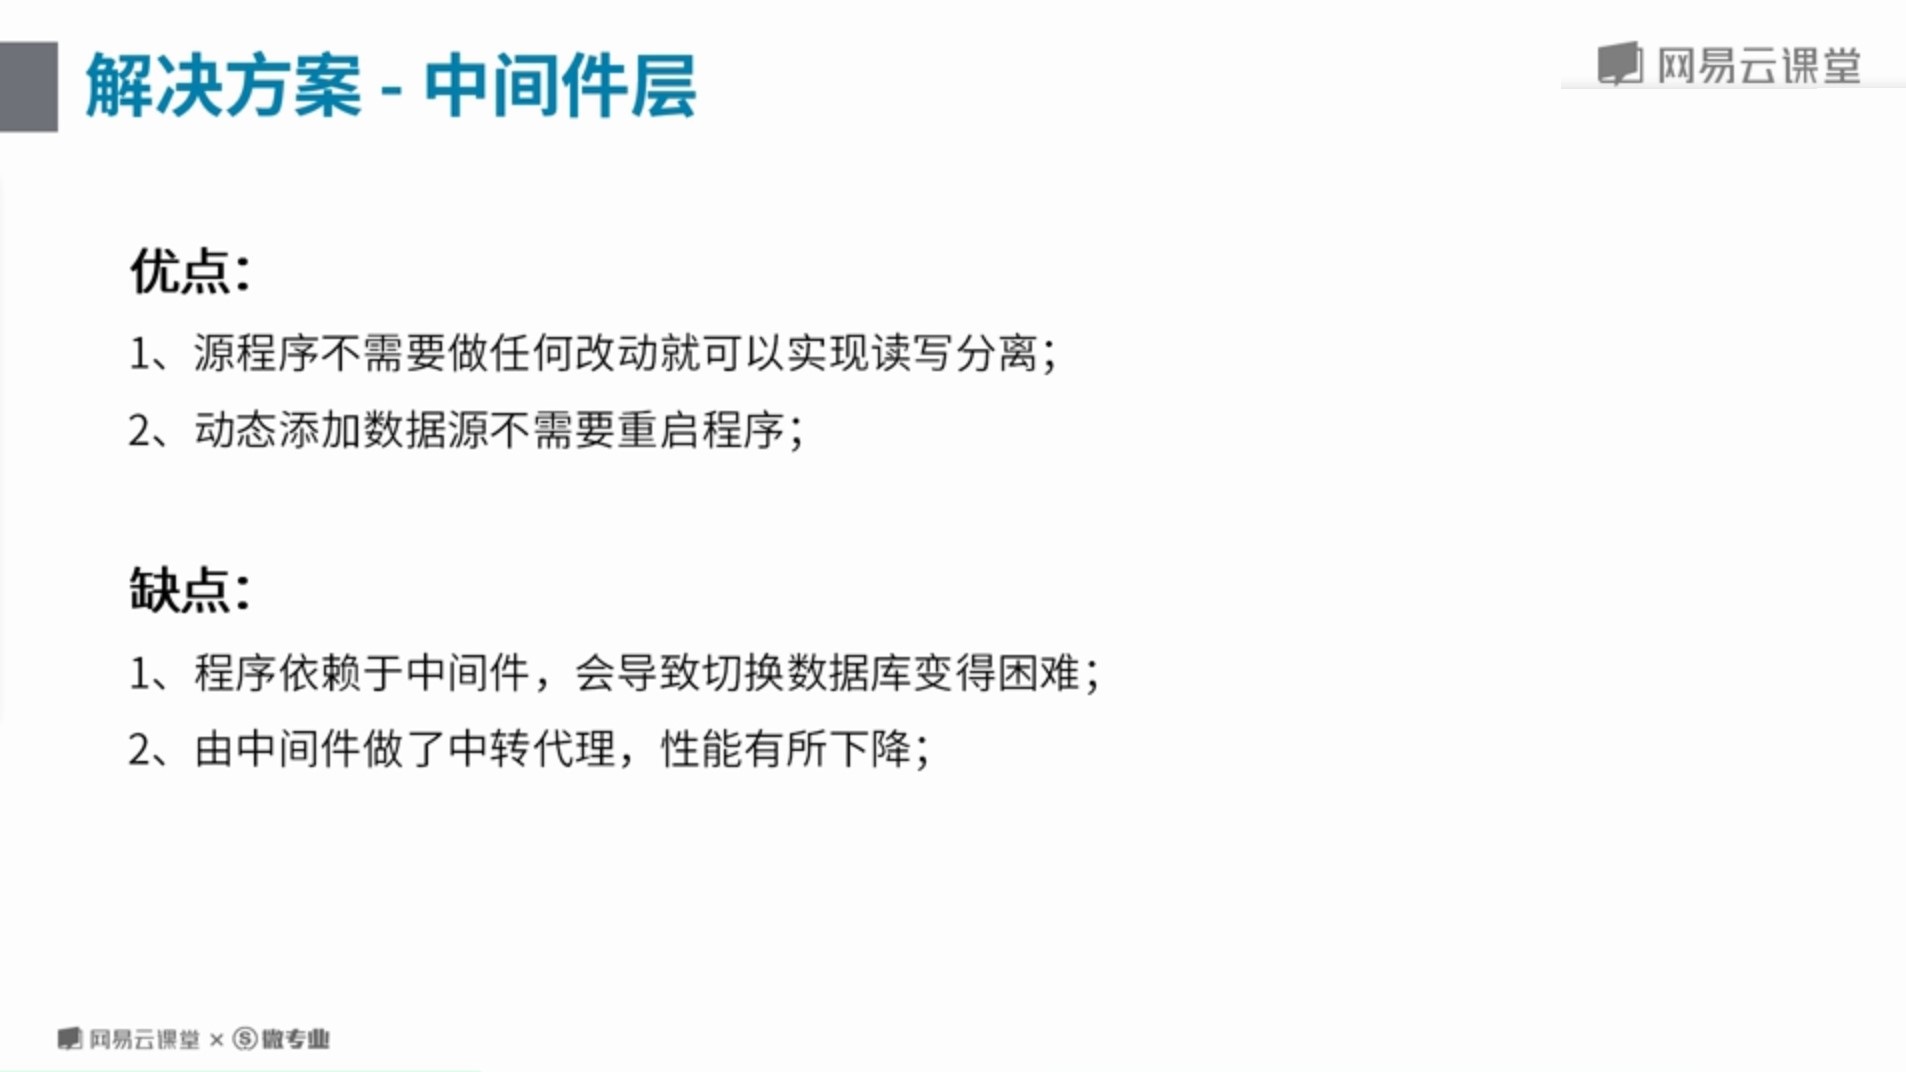 解决方案 - 中间件层
网易云课堂
优点：
1、源程序不需要做任何改动就可以实现读写分离；
2、动态添加数据源不需要重启程序；
缺点：
1、程序依赖于中间件，会导致切换数据库变得困难；
2、由中间件做了中转代理，性能有所下降；
网易云课堂 × S 微专业